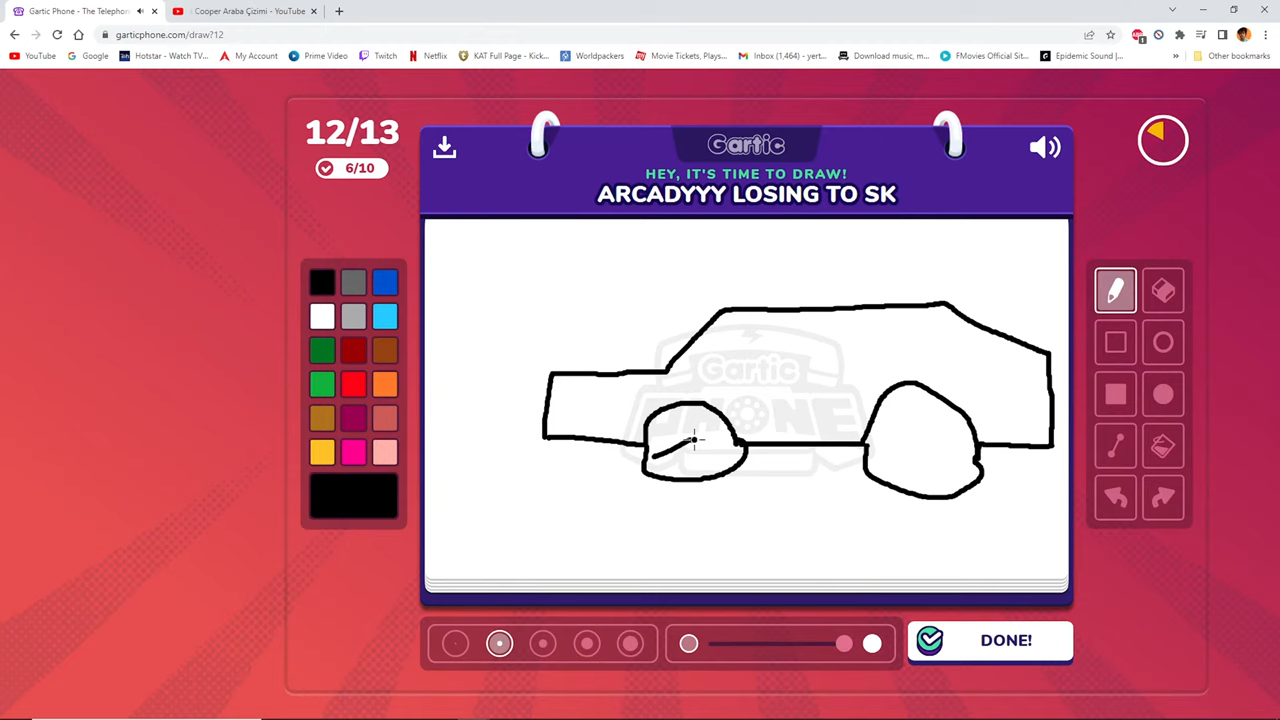 Gartic Phone - The Telephon
Cooper Araba Çizimi - YouTube
garticphone.com/draw?12
YouTube
Google
Hotstar - Watch TV...
My Account
Prime Video
Twitch
Netflix
KAT Full Page - Kick...
Worldpackers
Movie Tickets, Plays,...
Inbox (1,464) - yert...
Download music, m...
FMovies Official Sit...
Epidemic Sound |...
»
Other bookmarks
1
12/13
6/10
Gartic
HEY, IT'S TIME TO DRAW!
ARCADYYY LOSING TO SK
Gartic
PHONE
DONE!